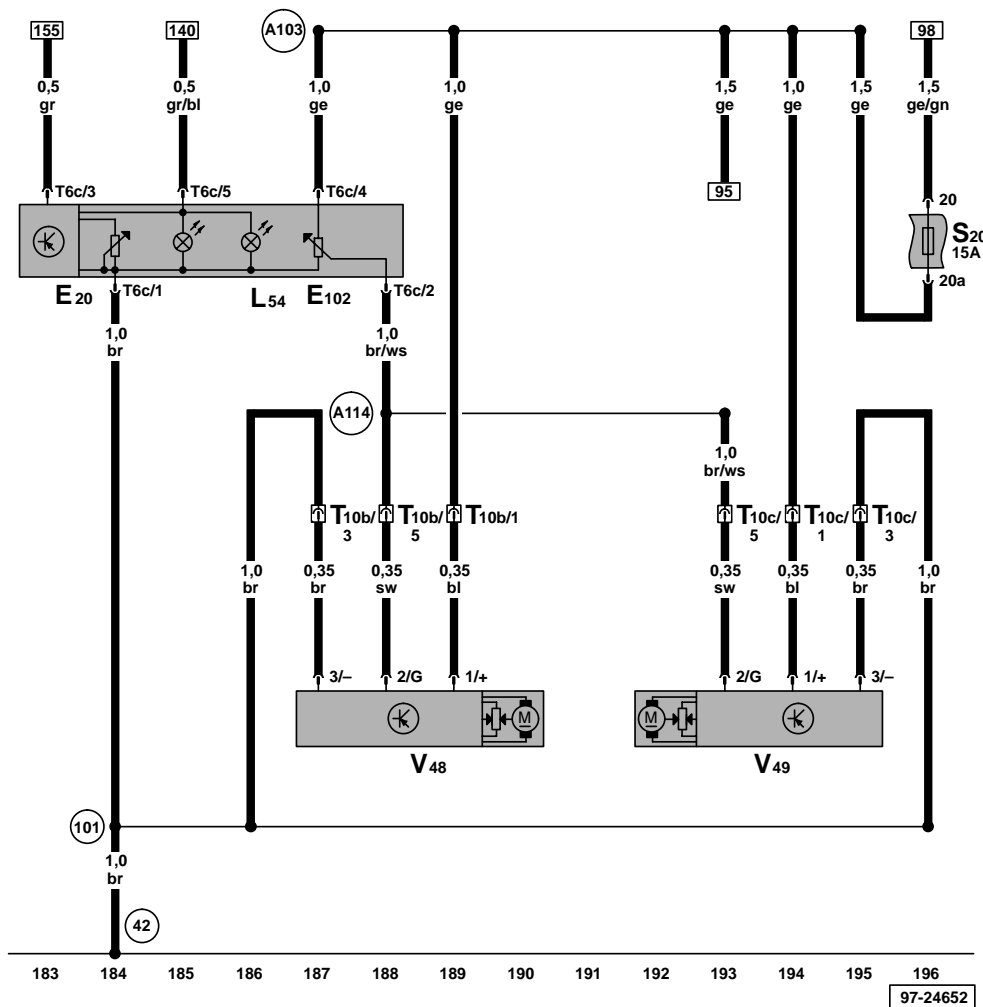 155
140
A103
98
0,5
gr
0,5
gr/bl
1,0
ge
1,0
ge
1,5
ge
1,0
ge
1,5
ge
1,5
ge/gn
T6c/3
T6c/5
T6c/4
95
20
S20
15A
20a
E20
T6c/1
L54
E102
T6c/2
1,0
br
1,0
br/ws
A114
1,0
br/ws
T10b/
3
T10b/
5
T10b/1
T10c/
5
T10c/
1
T10c/
3
1,0
br
0,35
br
0,35
sw
0,35
bl
0,35
sw
0,35
bl
0,35
br
1,0
br
3/–
2/G
1/+
2/G
1/+
3/–
M
M
V48
V49
101
1,0
br
42
183 184 185 186 187 188 189 190 191 192 193 194 195 196
97-24652